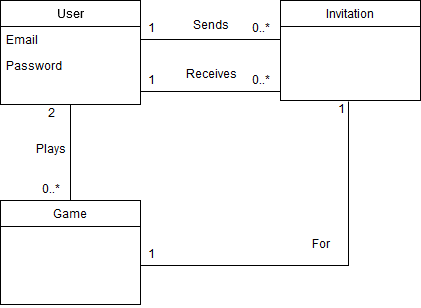 User
Email
Password
Invitation
1 Sends 0..*
1 Receives 0..*
2
Plays
0..*
1
For
Game
1